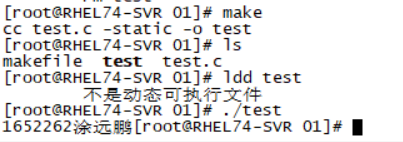 [root@RHEL74-SVR 01]# make
cc test.c -static -o test
[root@RHEL74-SVR 01]# ls
makefile test test.c
[root@RHEL74-SVR 01]# ldd test
不是动态可执行文件
[root@RHEL74-SVR 01]# ./test
1652262涂远鹏[root@RHEL74-SVR 01]#